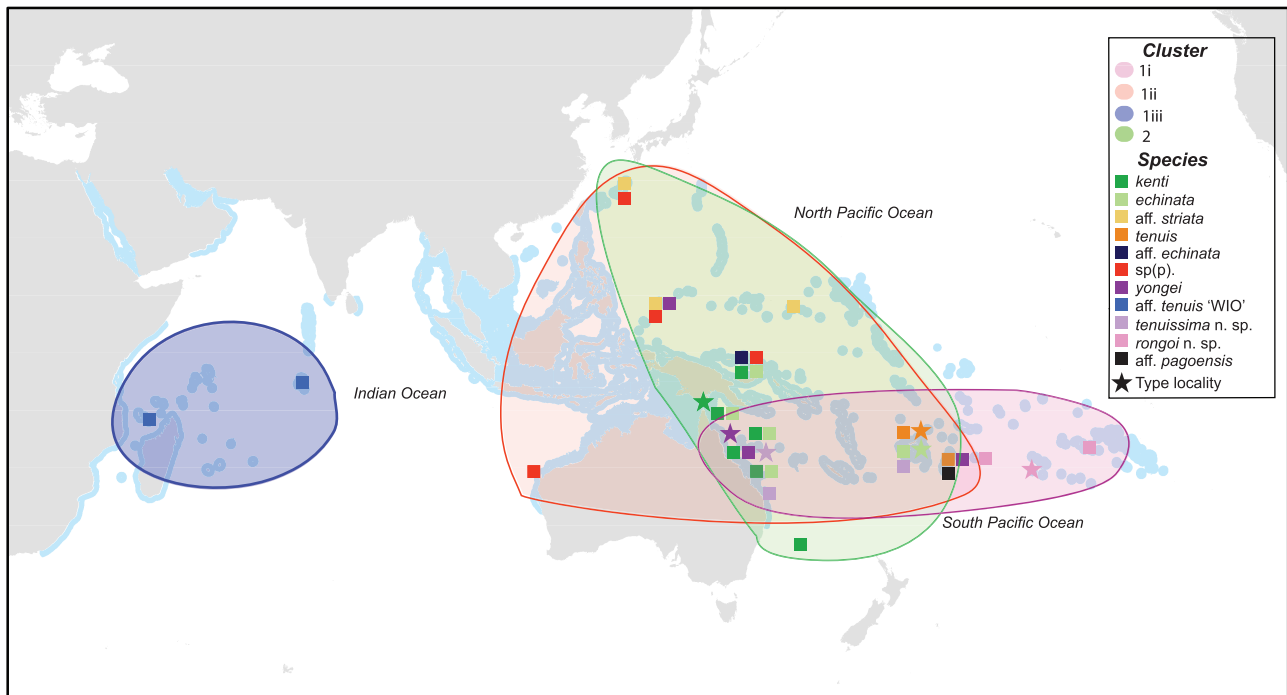 Cluster
1i
1ii
1iii
2
Species
kenti
echinata
aff. striata
tenuis
aff. echinata
sp(p).
yongei
aff. tenuis ‘WIO’
tenuissima n. sp.
rongoi n. sp.
aff. pagoensis
Type locality
North Pacific Ocean
Indian Ocean
South Pacific Ocean